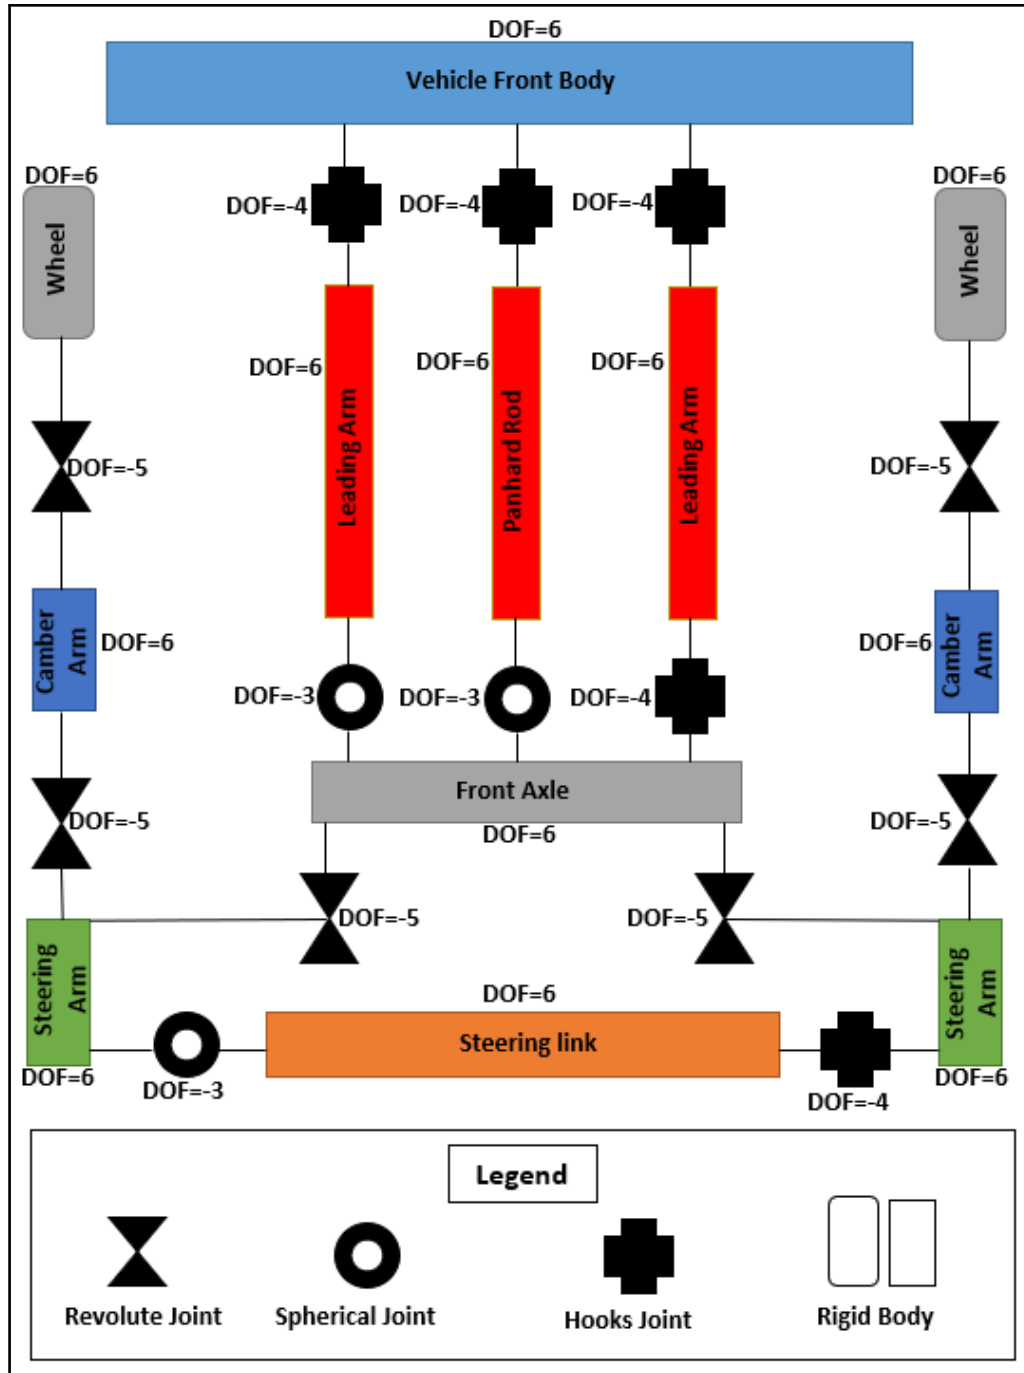 DOF=6
Vehicle Front Body
DOF=6
DOF=6
Wheel
DOF=-4
DOF=-4
DOF=-4
Wheel
DOF=6
Leading Arm
DOF=6
Panhard Rod
DOF=6
Leading Arm
DOF=-5
DOF=-5
Camber
Arm
DOF=6
DOF=6
Camber
Arm
DOF=-3
DOF=-3
DOF=-4
Front Axle
DOF=6
DOF=-5
DOF=-5
DOF=-5
DOF=-5
Steering
Arm
DOF=6
Steering link
Steering
Arm
DOF=6
DOF=-3
DOF=-4
DOF=6
Legend
Revolute Joint
Spherical Joint
Hooks Joint
Rigid Body